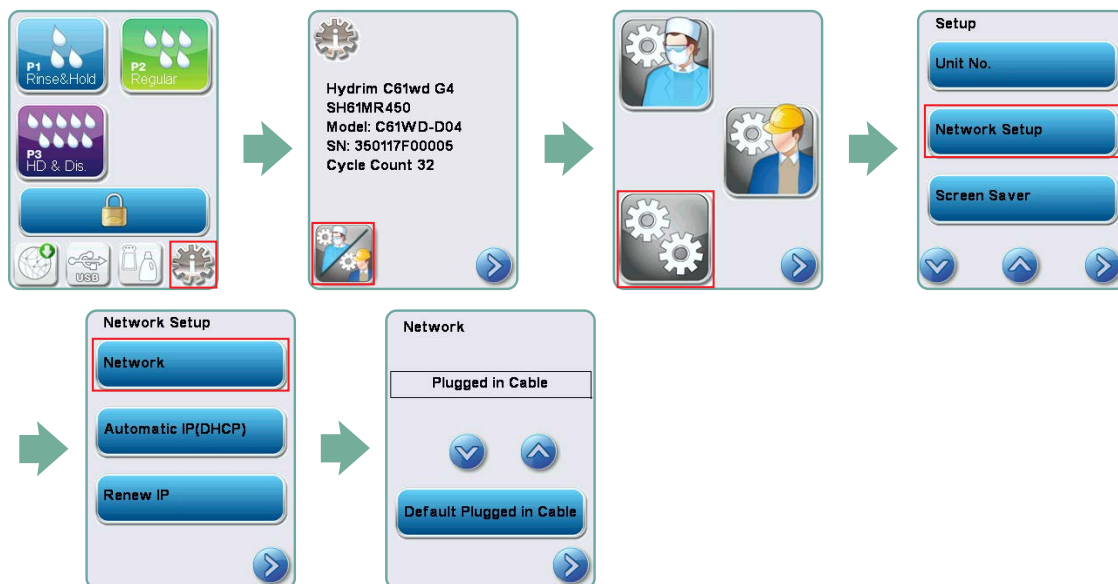 P1
Rinse&Hold
P2
Regular
P3
HD & Dis.
USB
Hydrim C61wd G4
SH61MR450
Model: C61WD-D04
SN: 350117F00005
Cycle Count 32
Setup
Unit No.
Network Setup
Screen Saver
Network Setup
Network
Automatic IP(DHCP)
Renew IP
Network
Plugged in Cable
Default Plugged in Cable